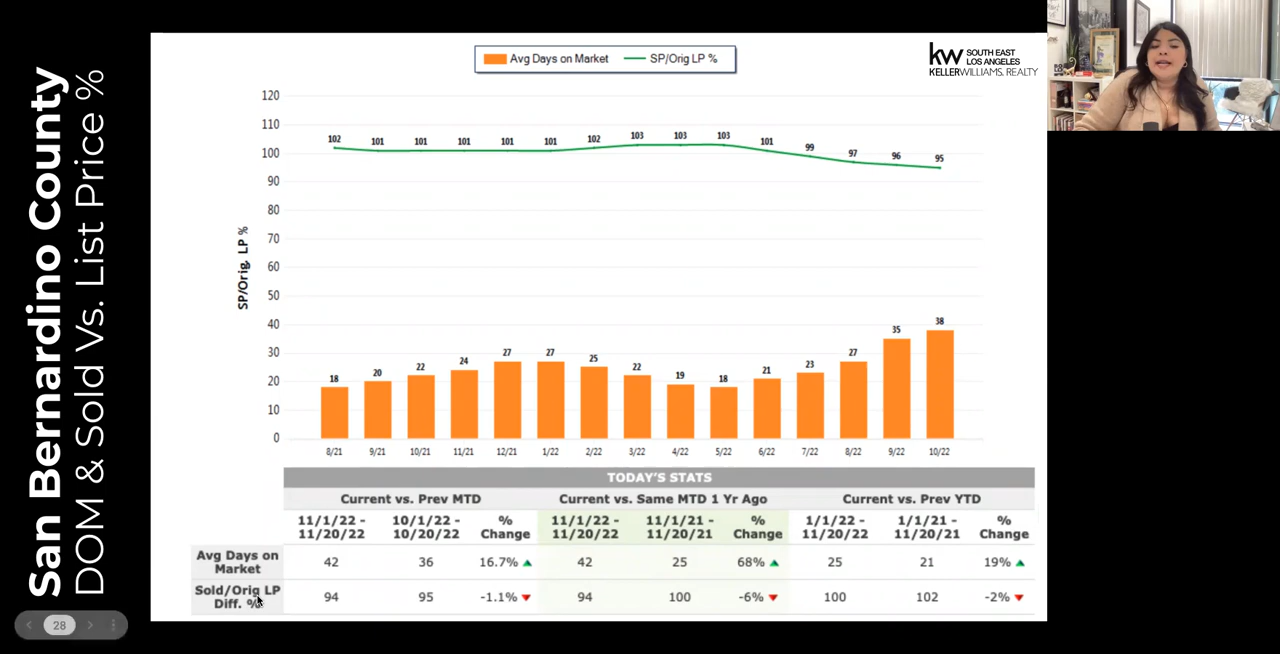 San Bernardino County
DOM & Sold Vs. List Price %
Avg Days on Market SP/Orig LP %
kw SOUTH EAST
LOS ANGELES
KELLERWILLIAMS. REALTY
SP/Orig. LP %
120
110
100
90
80
70
60
50
40
30
20
10
0
102 101 101 101 101 101 102 103 103 103 101 99 97 96 95
18 20 22 24 27 27 25 22 19 18 21 23 27 35 38
8/21 9/21 10/21 11/21 12/21 1/22 2/22 3/22 4/22 5/22 6/22 7/22 8/22 9/22 10/22
TODAY'S STATS
Current vs. Prev MTD Current vs. Same MTD 1 Yr Ago Current vs. Prev YTD
11/1/22 - 10/1/22 - % 11/1/22 - 11/1/21 - % 1/1/22 - 1/1/21 - %
11/20/22 10/20/22 Change 11/20/22 11/20/21 Change 11/20/22 11/20/21 Change
Avg Days on
Market 42 36 16.7% 42 25 68% 25 21 19%
Sold/Orig LP
Diff. % 94 95 -1.1% 94 100 -6% 100 102 -2%
28